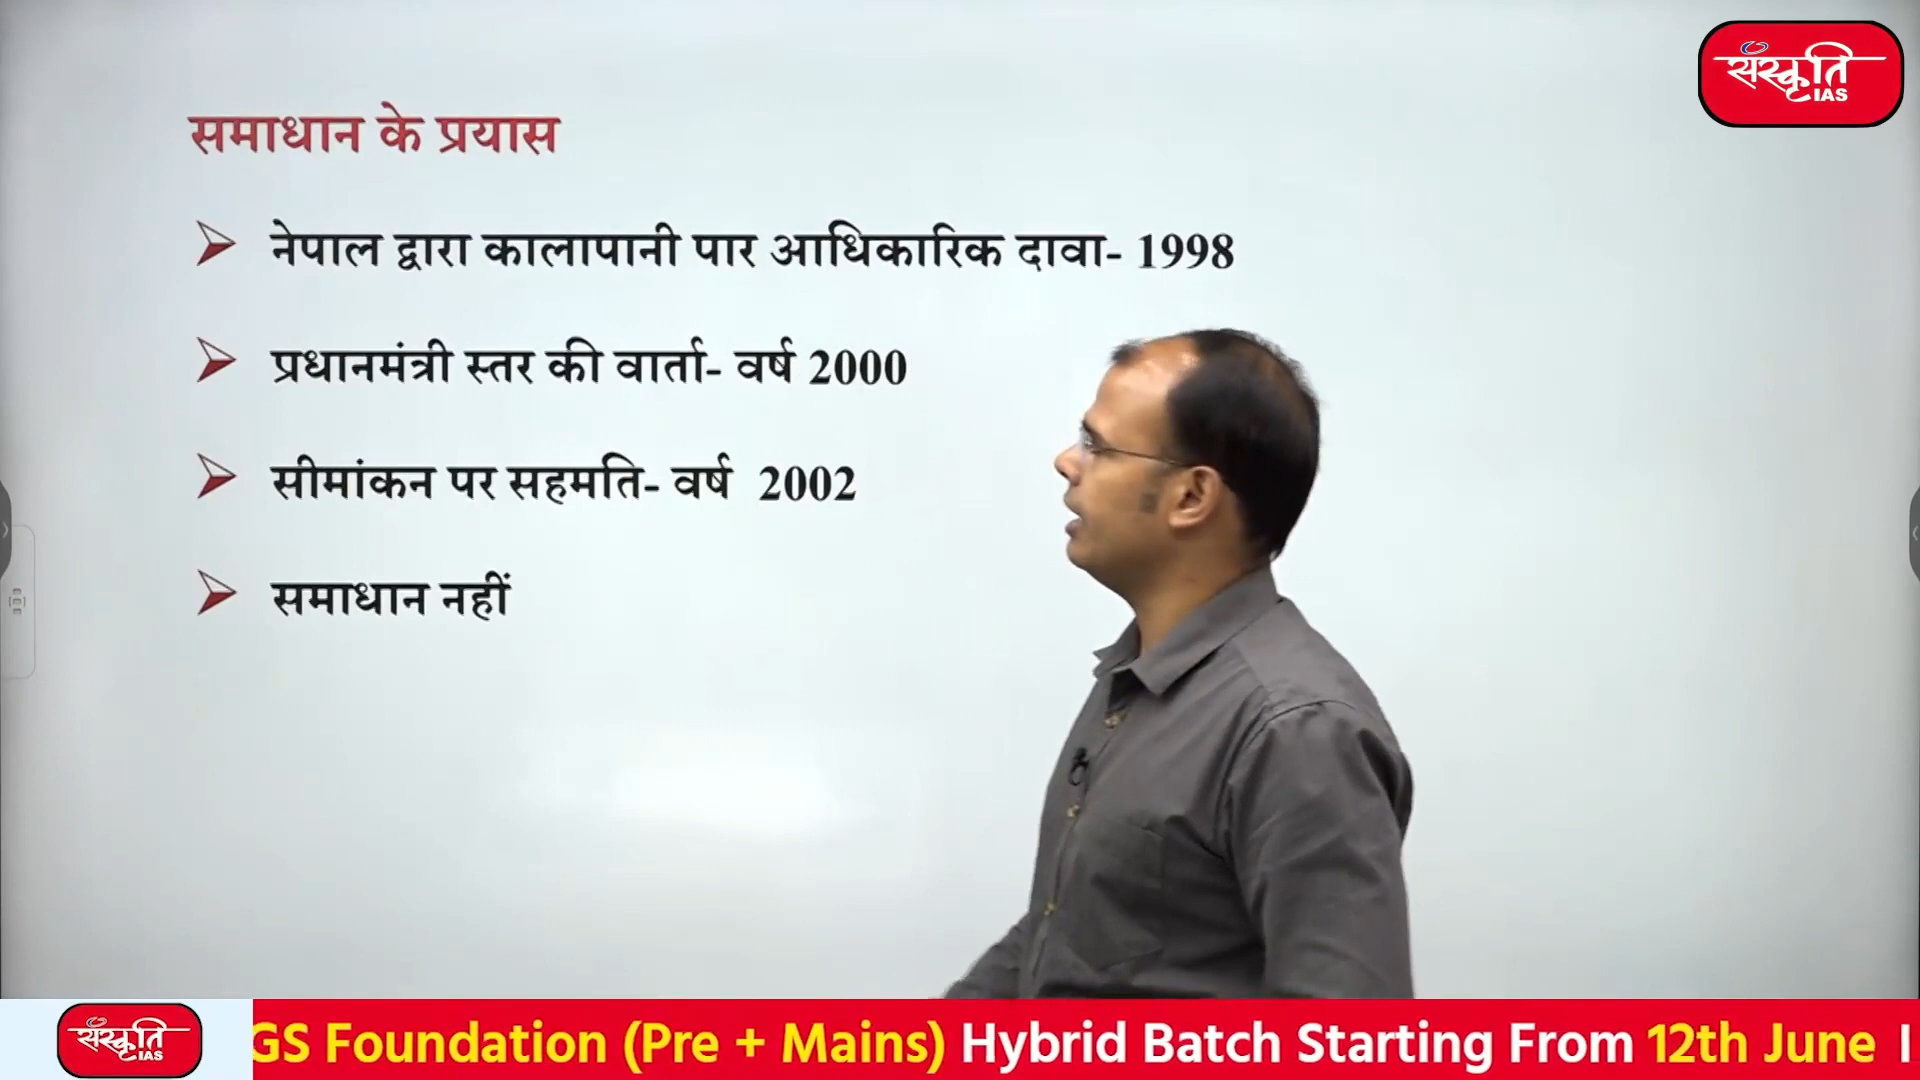 संस्कृति
IAS
समाधान के प्रयास
नेपाल द्वारा कालापानी पार आधिकारिक दावा- 1998
प्रधानमंत्री स्तर की वार्ता- वर्ष 2000
सीमांकन पर सहमति- वर्ष 2002
समाधान नहीं
संस्कृति
IAS
GS Foundation (Pre + Mains) Hybrid Batch Starting From 12th June I